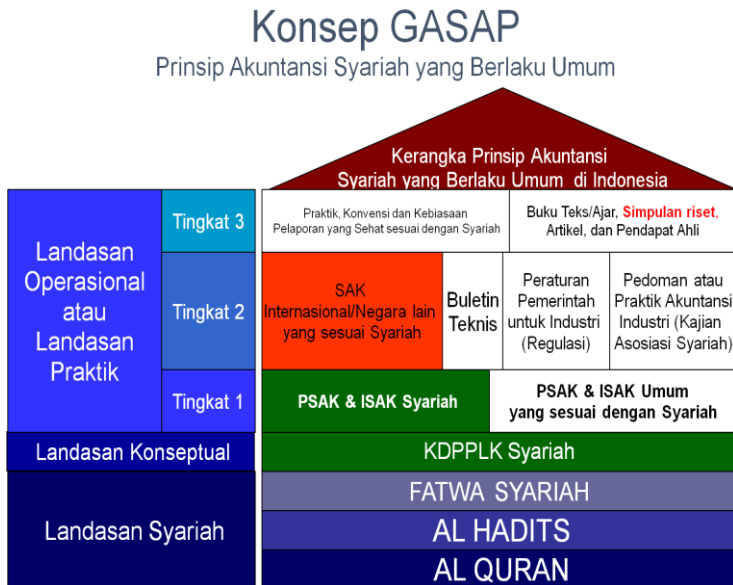 Konsep GASAP
Prinsip Akuntansi Syariah yang Berlaku Umum
Kerangka Prinsip Akuntansi
Syariah yang Berlaku Umum di Indonesia
Landasan
Operasional
atau
Landasan
Praktik
Tingkat 3
Praktik, Konvensi dan Kebiasaan
Pelaporan yang Sehat sesuai dengan Syariah
Buku Teks/Ajar, Simpulan riset,
Artikel, dan Pendapat Ahli
Tingkat 2
SAK
Internasional/Negara lain
yang sesuai Syariah
Buletin
Teknis
Peraturan
Pemerintah
untuk Industri
(Regulasi)
Pedoman atau
Praktik Akuntansi
Industri (Kajian
Asosiasi Syariah)
Tingkat 1
PSAK & ISAK Syariah
PSAK & ISAK Umum
yang sesuai dengan Syariah
Landasan Konseptual
KDPPLK Syariah
Landasan Syariah
FATWA SYARIAH
AL HADITS
AL QURAN